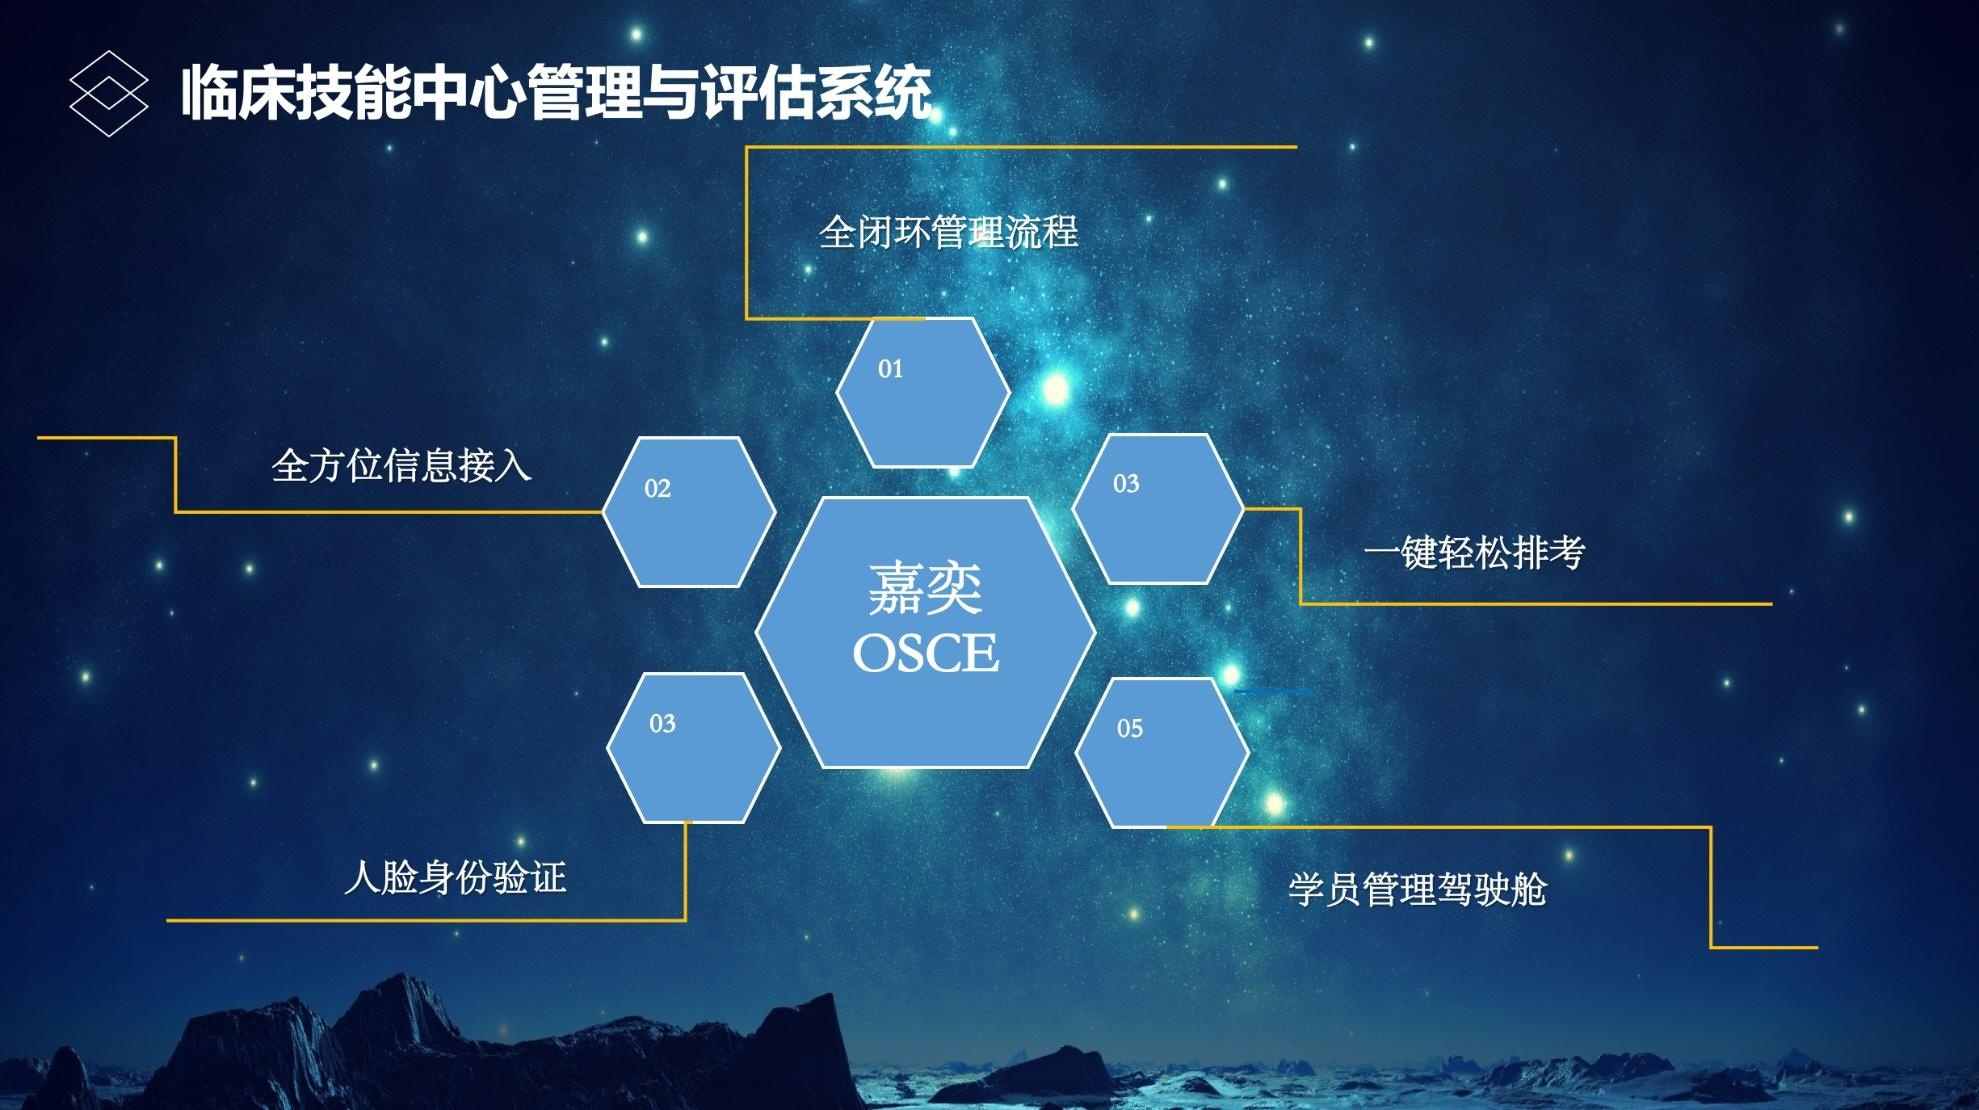 临床技能中心管理与评估系统
全闭环管理流程
01
全方位信息接入
02
03
一键轻松排考
嘉奕
OSCE
03
05
人脸身份验证
学员管理驾驶舱